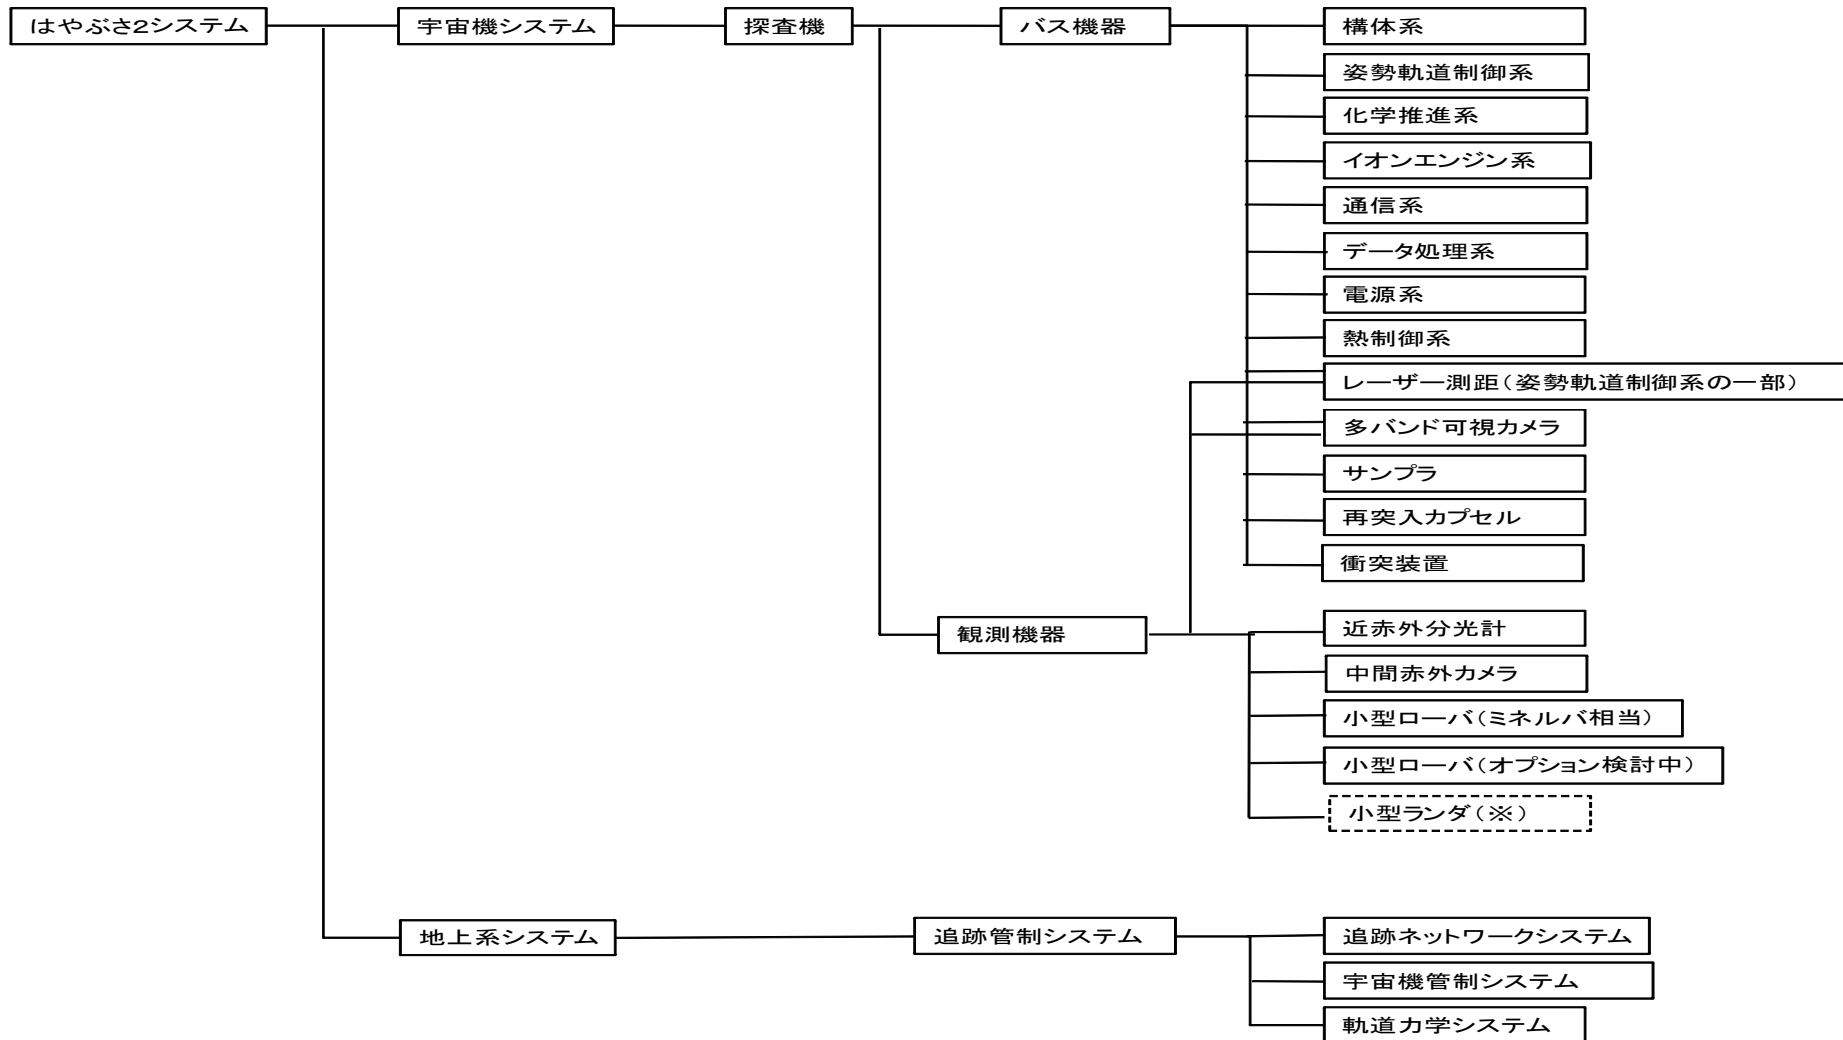 はやぶさ2システム
宇宙機システム
探査機
バス機器
構体系
姿勢軌道制御系
化学推進系
イオンエンジン系
通信系
データ処理系
電源系
熱制御系
レーザー測距(姿勢軌道制御系の一部)
多バンド可視カメラ
サンプラ
再突入カプセル
衝突装置
観測機器
近赤外分光計
中間赤外カメラ
小型ローバ(ミネルバ相当)
小型ローバ(オプション検討中)
小型ランダ(※)
地上系システム
追跡管制システム
追跡ネットワークシステム
宇宙機管制システム
軌道力学システム